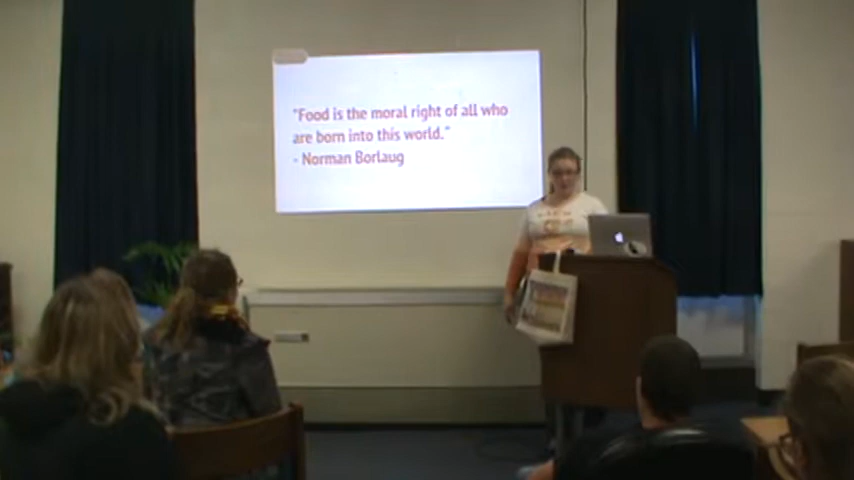 "Food is the moral right of all who
are born into this world."
- Norman Borlaug